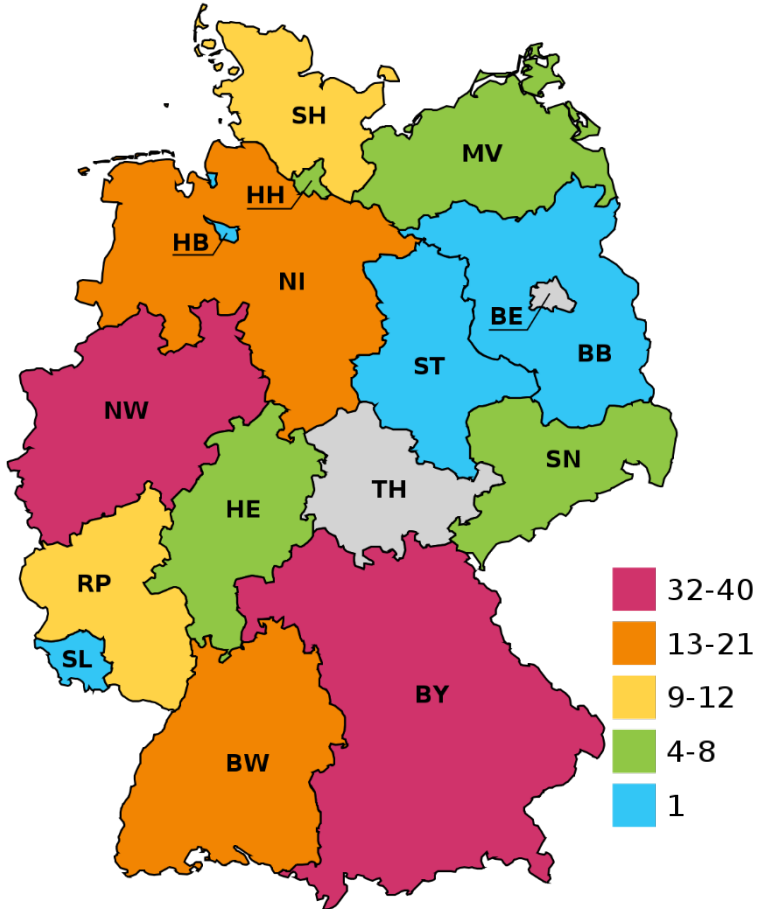 SH
MV
HH
HB
NI
BE
BB
ST
NW
SN
TH
HE
RP
SL
BY
BW
32-40
13-21
9-12
4-8
1